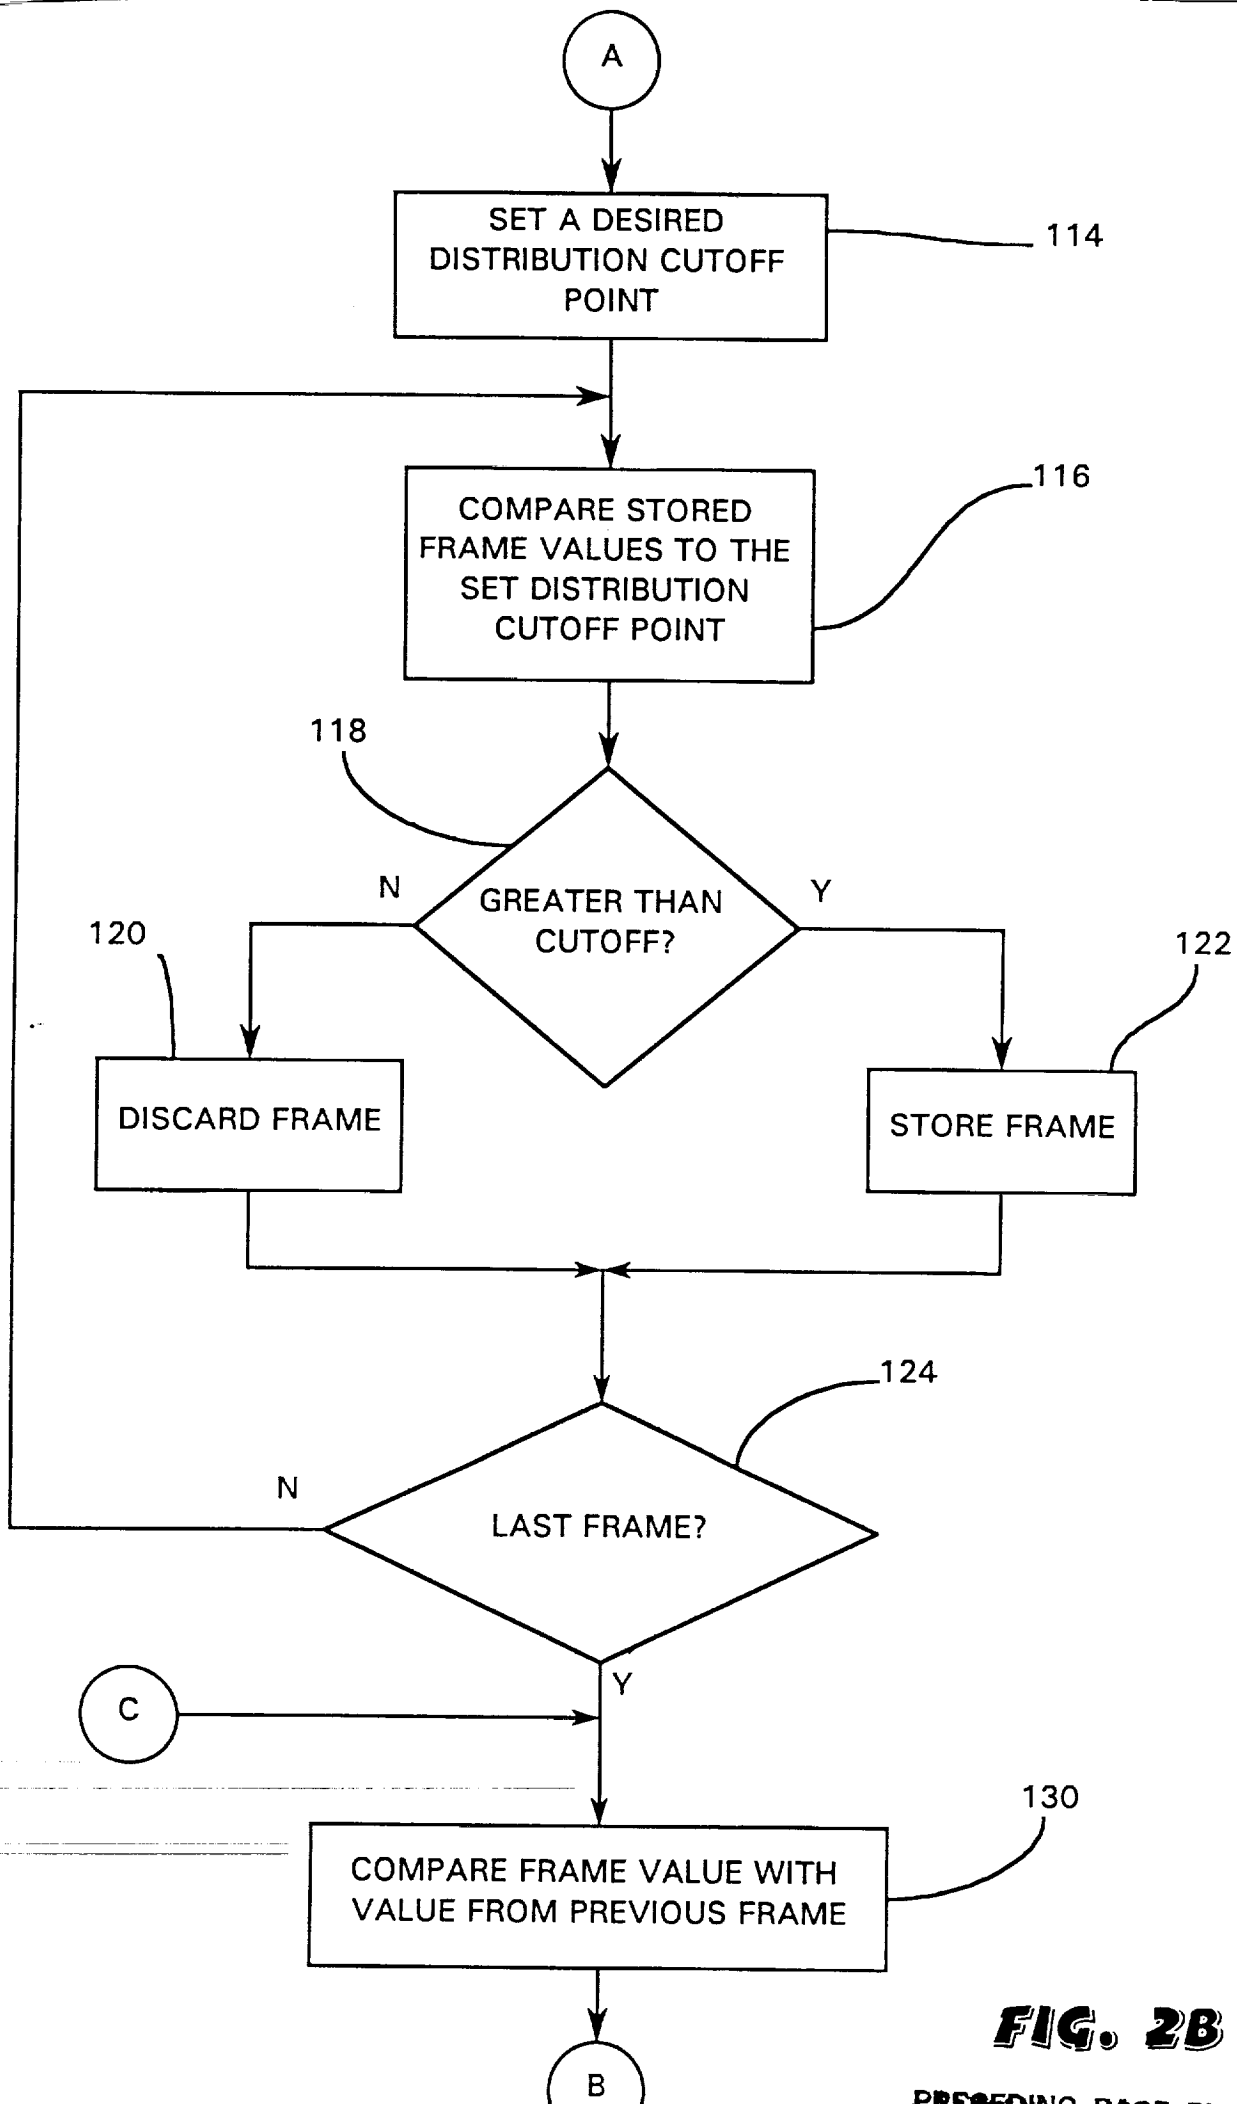 A
SET A DESIRED
DISTRIBUTION CUTOFF
POINT
114
COMPARE STORED
FRAME VALUES TO THE
SET DISTRIBUTION
CUTOFF POINT
116
118
GREATER THAN
CUTOFF?
N
Y
120
122
DISCARD FRAME
STORE FRAME
124
LAST FRAME?
N
Y
C
130
COMPARE FRAME VALUE WITH
VALUE FROM PREVIOUS FRAME
FIG. 2B
B